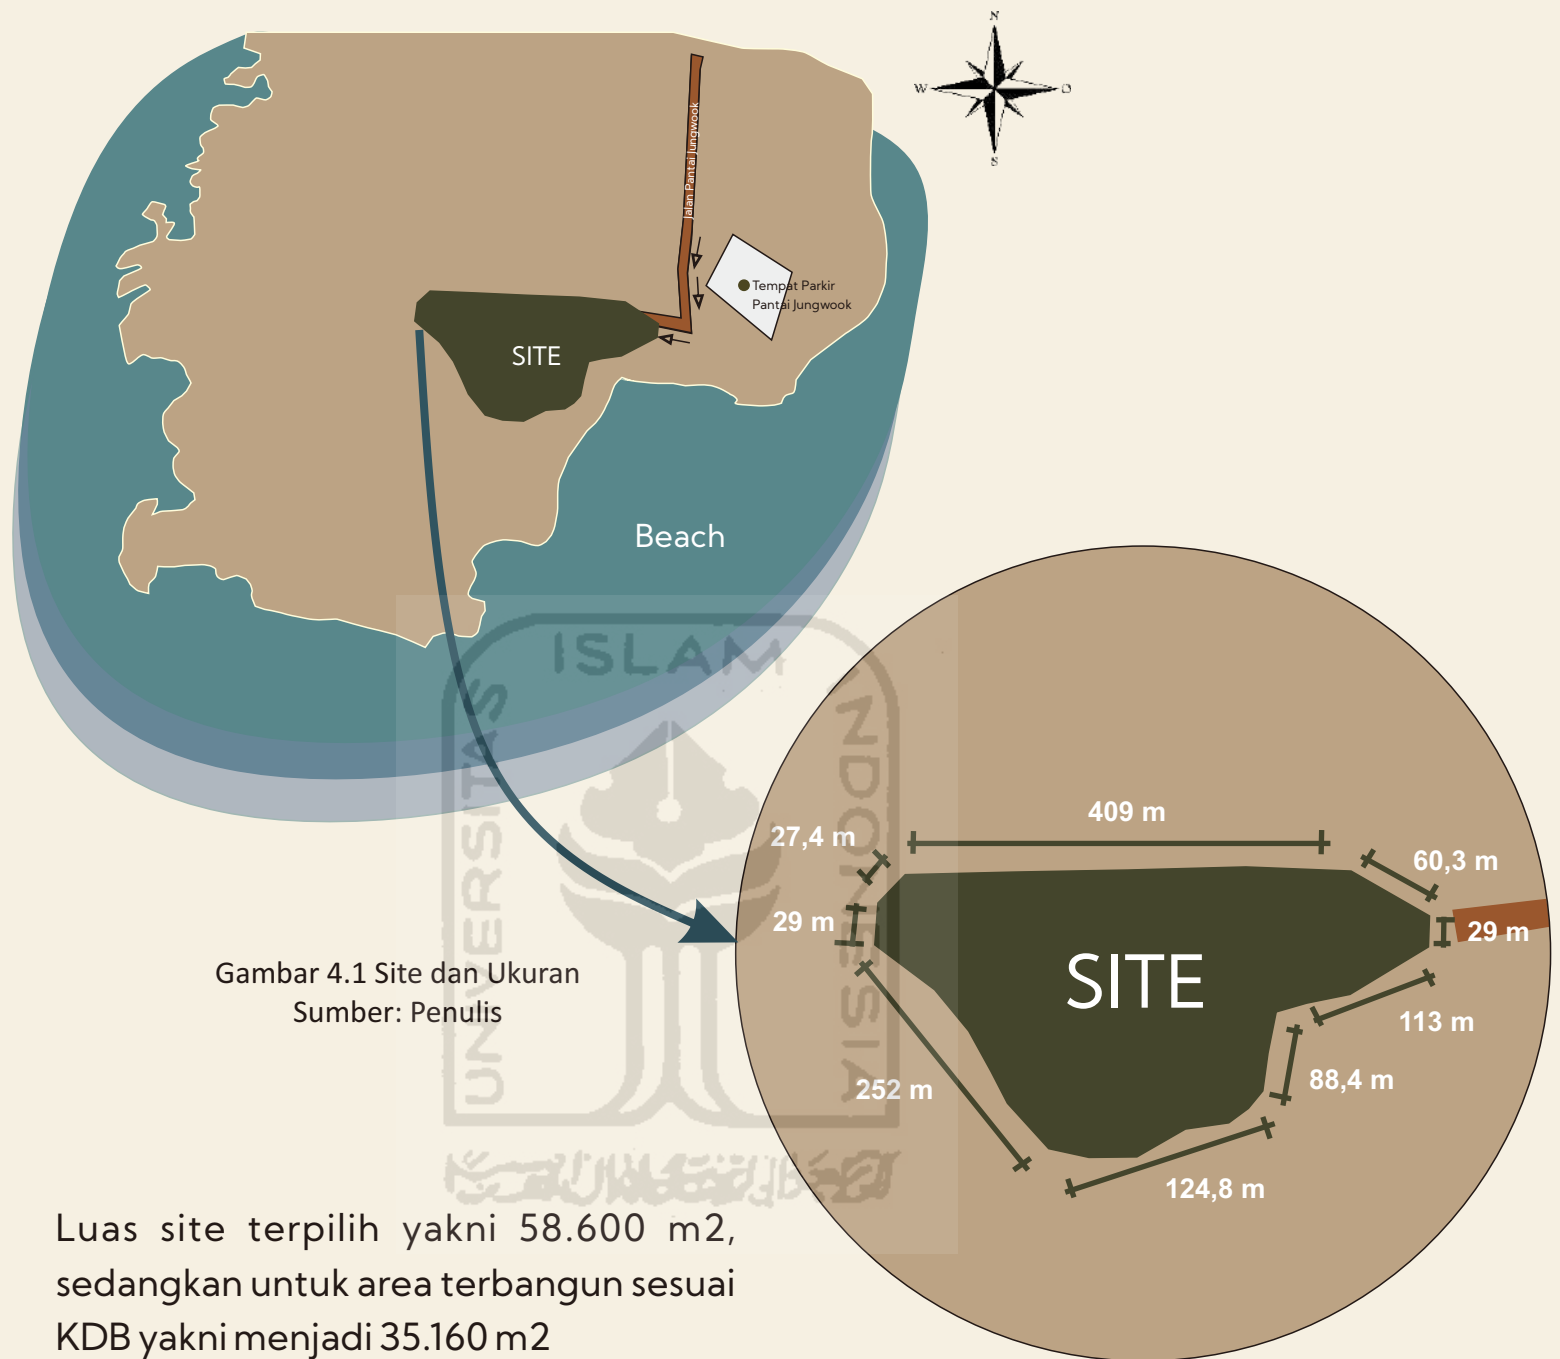 N
W
O
S
Jalan Pantai Jungwook
Tempat Parkir
Pantai Jungwook
SITE
Beach
409 m
27,4 m
60,3 m
29 m
29 m
SITE
113 m
88,4 m
252 m
124,8 m
UNIVERSITAS
ISLAM
INDONESIA
Gambar 4.1 Site dan Ukuran
Sumber: Penulis
Luas site terpilih yakni 58.600 m2,
sedangkan untuk area terbangun sesuai
KDB yakni menjadi 35.160 m2